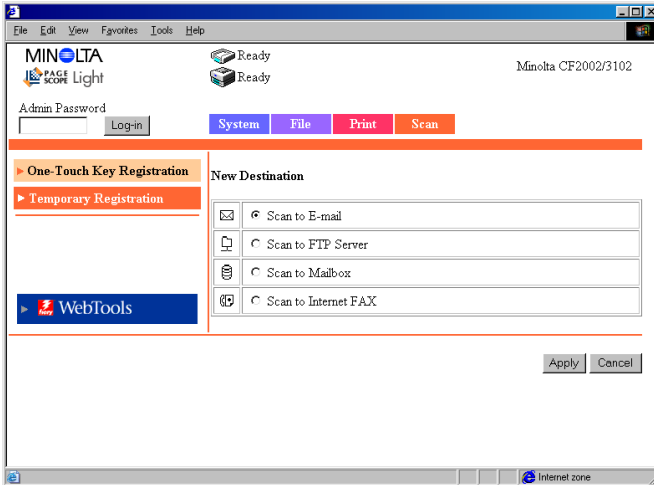 File Edit View Favorites Tools Help
MINOLTA
PAGE SCOPE Light
Ready
Ready
Minolta CF2002/3102
Admin Password
Log-in
System File Print Scan
One-Touch Key Registration
Temporary Registration
New Destination
Scan to E-mail
Scan to FTP Server
Scan to Mailbox
Scan to Internet FAX
fiery WebTools
Apply Cancel
Internet zone